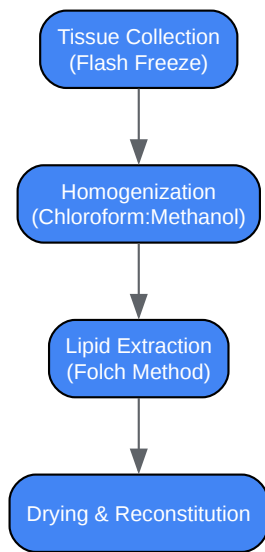 Tissue Collection
(Flash Freeze)
Homogenization
(Chloroform:Methanol)
Lipid Extraction
(Folch Method)
Drying & Reconstitution